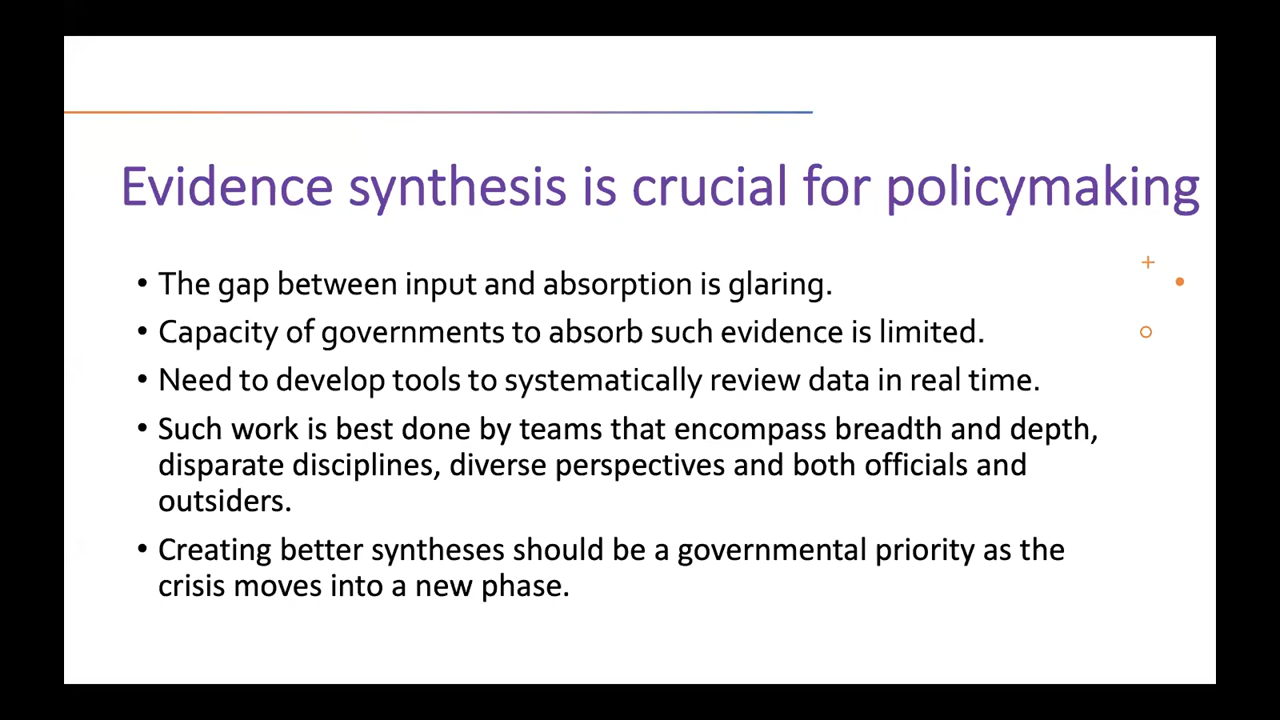 Evidence synthesis is crucial for policymaking
• The gap between input and absorption is glaring.
• Capacity of governments to absorb such evidence is limited.
• Need to develop tools to systematically review data in real time.
• Such work is best done by teams that encompass breadth and depth,
disparate disciplines, diverse perspectives and both officials and
outsiders.
• Creating better syntheses should be a governmental priority as the
crisis moves into a new phase.